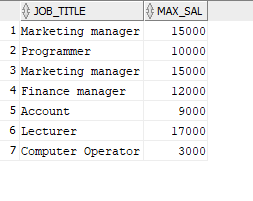 JOB_TITLE MAX_SAL
1 Marketing manager 15000
2 Programmer 10000
3 Marketing manager 15000
4 Finance manager 12000
5 Account 9000
6 Lecturer 17000
7 Computer Operator 3000